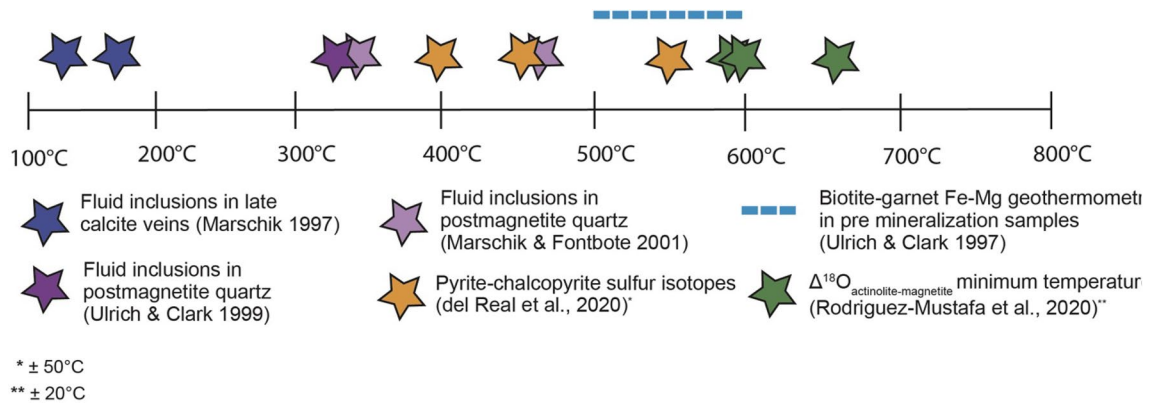 100°C 200°C 300°C 400°C 500°C 600°C 700°C 800°C
Fluid inclusions in late
calcite veins (Marschik 1997)
Fluid inclusions in
postmagnetite quartz
(Ulrich & Clark 1999)
Fluid inclusions in
postmagnetite quartz
(Marschik & Fontbote 2001)
Pyrite-chalcopyrite sulfur isotopes
(del Real et al., 2020)*
Biotite-garnet Fe-Mg geothermometr
in pre mineralization samples
(Ulrich & Clark 1997)
Δ18Oactinolite-magnetite minimum temperatur
(Rodriguez-Mustafa et al., 2020)**
* ± 50°C
** ± 20°C